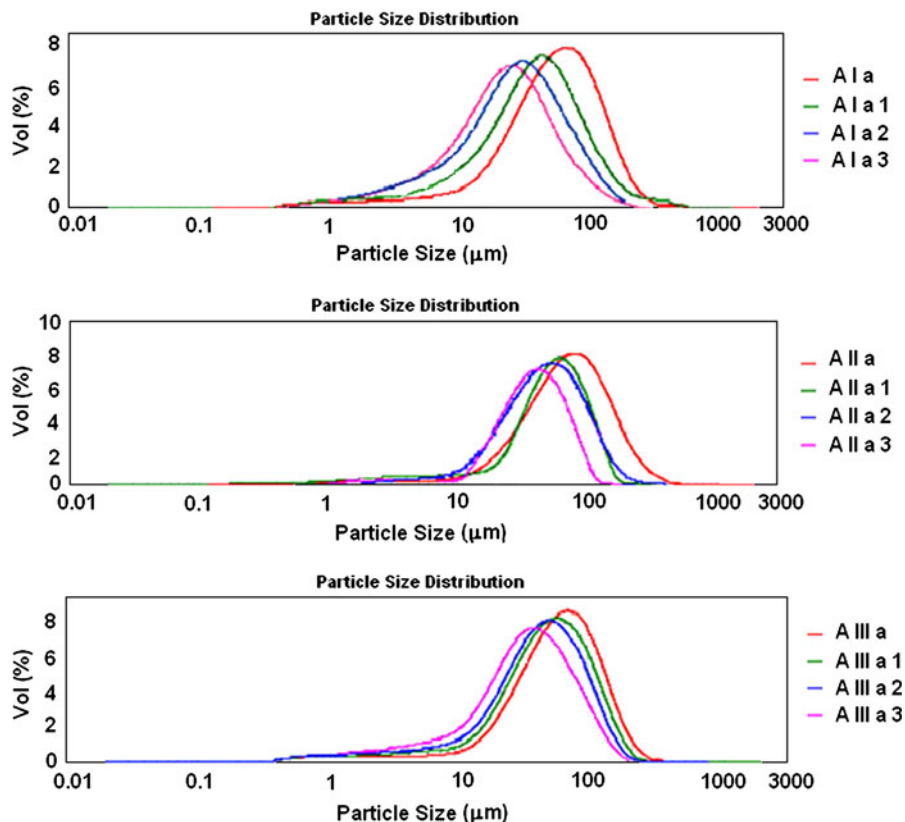 Particle Size Distribution
8
6
4
2
0
Vol (%)
0.01 0.1 1 10 100 1000 3000
Particle Size (µm)
A I a
A I a 1
A I a 2
A I a 3
Particle Size Distribution
10
8
6
4
2
0
Vol (%)
0.01 0.1 1 10 100 1000 3000
Particle Size (µm)
A II a
A II a 1
A II a 2
A II a 3
Particle Size Distribution
8
6
4
2
0
Vol (%)
0.01 0.1 1 10 100 1000 3000
Particle Size (µm)
A III a
A III a 1
A III a 2
A III a 3